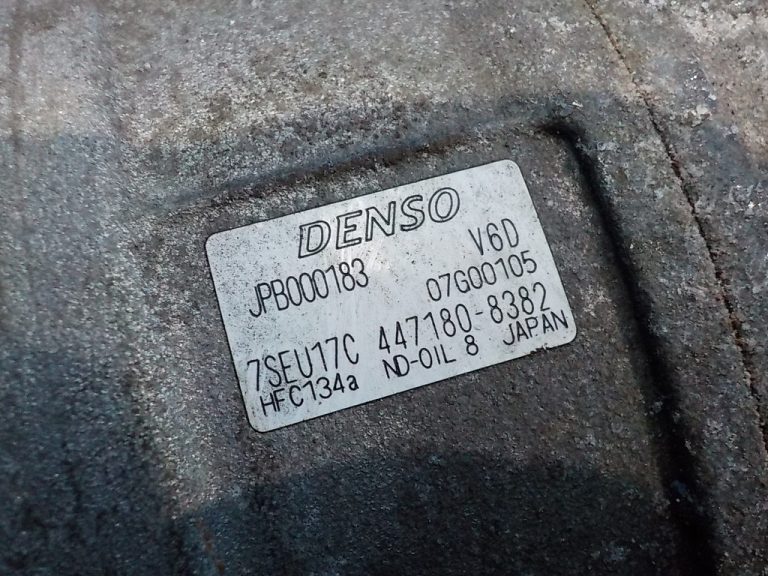 DENSO
JPB000183 V6D
07G00105
7SEU17C 447180-8382
HFC134a ND-OIL 8 JAPAN